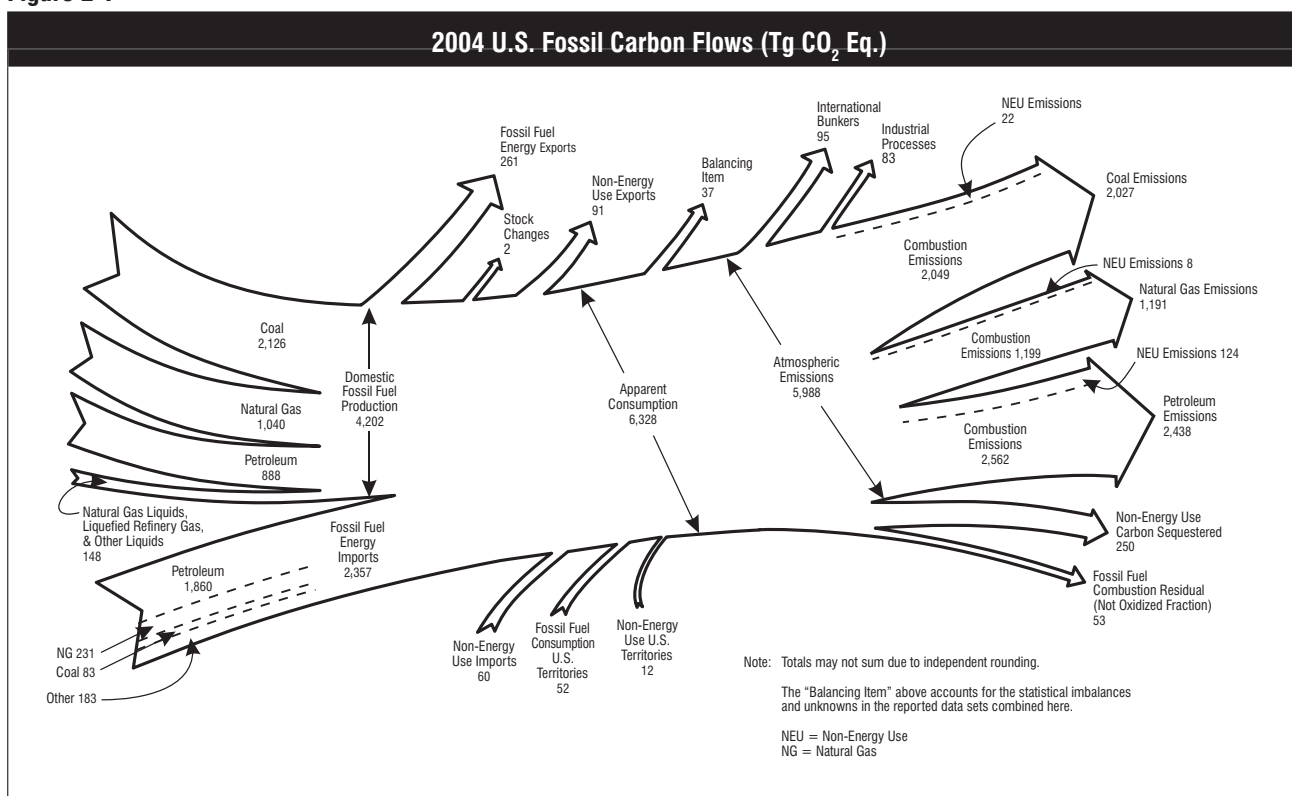 2004 U.S. Fossil Carbon Flows (Tg CO2 Eq.)
Fossil Fuel
Energy Exports
261
Stock
Changes
2
Non-Energy
Use Exports
91
Balancing
Item
37
International
Bunkers
95
Industrial
Processes
83
NEU Emissions
22
Coal Emissions
2,027
Combustion
Emissions
2,049
NEU Emissions 8
Natural Gas Emissions
1,191
Combustion
Emissions 1,199
NEU Emissions 124
Petroleum
Emissions
2,438
Combustion
Emissions
2,562
Coal
2,126
Natural Gas
1,040
Petroleum
888
Natural Gas Liquids,
Liquefied Refinery Gas,
& Other Liquids
148
Domestic
Fossil Fuel
Production
4,202
Apparent
Consumption
6,328
Atmospheric
Emissions
5,988
Petroleum
1,860
Fossil Fuel
Energy
Imports
2,357
NG 231
Coal 83
Other 183
Non-Energy
Use Imports
60
Fossil Fuel
Consumption
U.S.
Territories
52
Non-Energy
Use U.S.
Territories
12
Non-Energy Use
Carbon Sequestered
250
Fossil Fuel
Combustion Residual
(Not Oxidized Fraction)
53
Note: Totals may not sum due to independent rounding.
The “Balancing Item” above accounts for the statistical imbalances
and unknowns in the reported data sets combined here.
NEU = Non-Energy Use
NG = Natural Gas